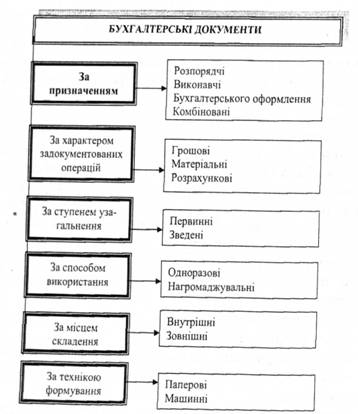 БУХГАЛТЕРСЬКІ ДОКУМЕНТИ
За
призначенням
Розпорядчі
Виконавчі
Бухгалтерського оформлення
Комбіновані
За характером
задокументованих
операцій
Грошові
Матеріальні
Розрахункові
За ступенем уза-
гальнення
Первинні
Зведені
За способом
використання
Одноразові
Нагромаджувальні
За місцем
складення
Внутрішні
Зовнішні
За технікою
формування
Паперові
Машинні